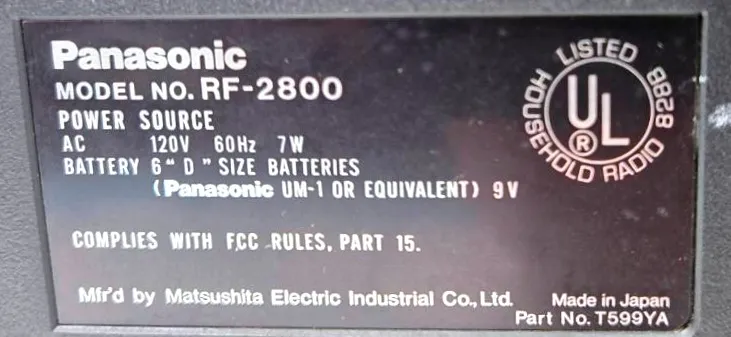 Panasonic
MODEL NO. RF-2800
POWER SOURCE
AC 120V 60Hz 7W
BATTERY 6 "D" SIZE BATTERIES
(Panasonic UM-1 OR EQUIVALENT) 9V
COMPLIES WITH FCC RULES, PART 15.
Mfr'd by Matsushita Electric Industrial Co., Ltd. Made in Japan
Part No. T599YA
LISTED
UL ®
HOUSEHOLD RADIO 828B